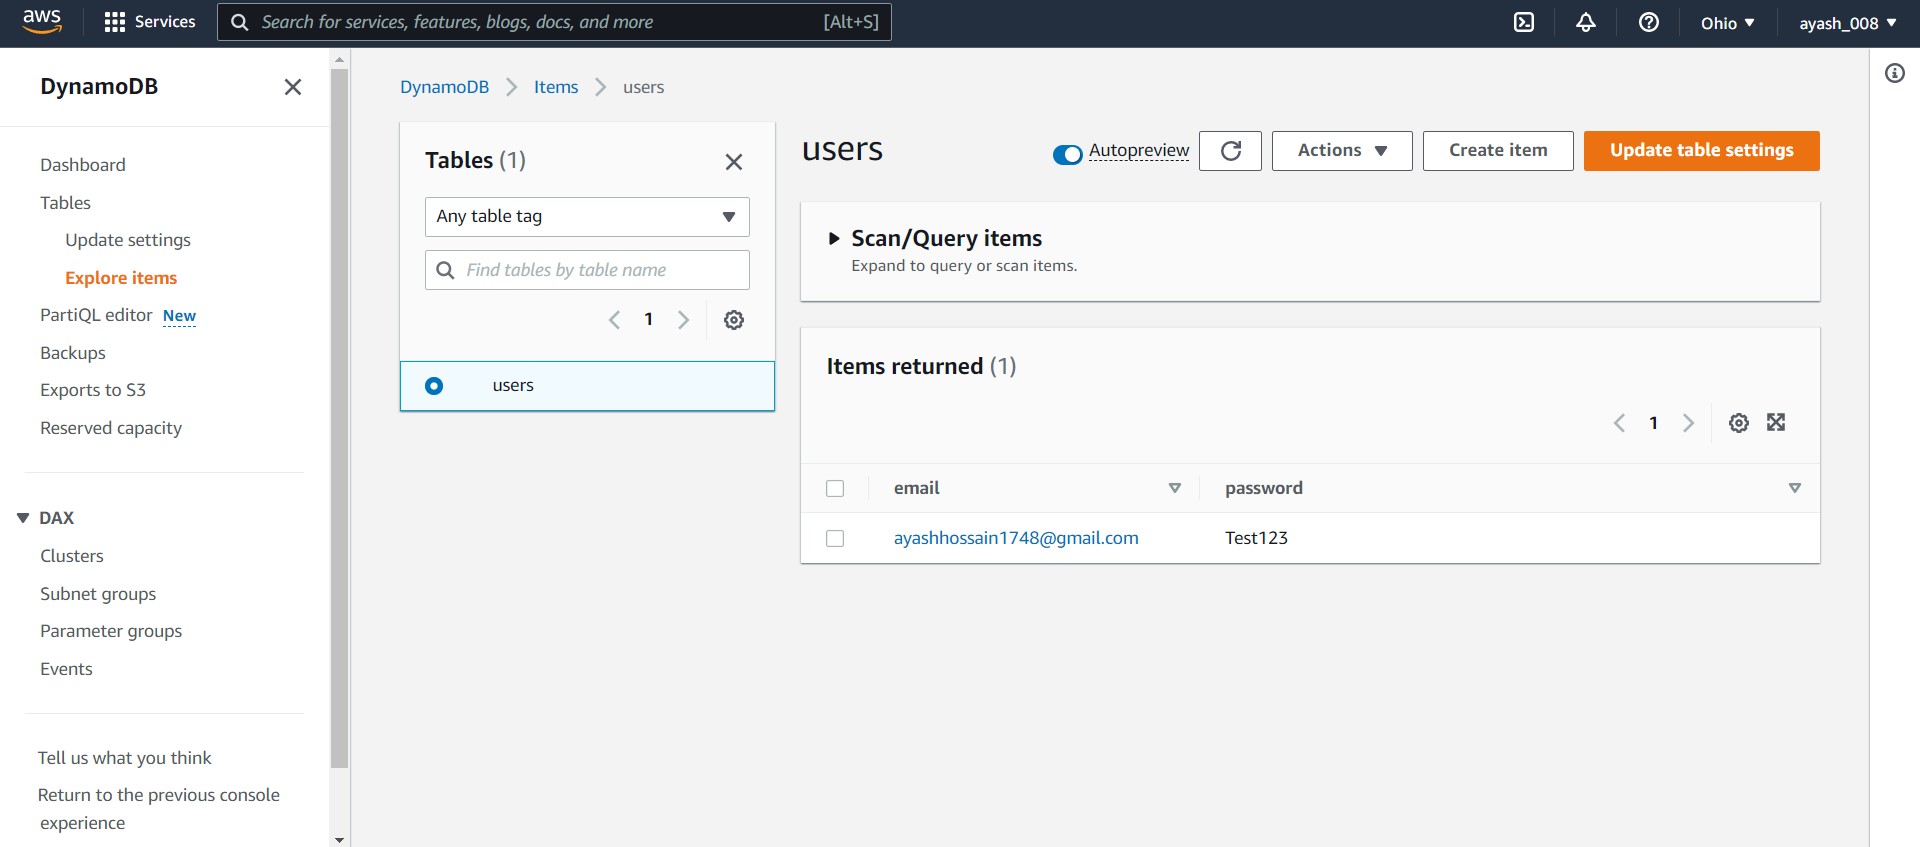 aws
Services
Search for services, features, blogs, docs, and more [Alt+S]
Ohio
ayash_008
DynamoDB
Dashboard
Tables
Update settings
Explore items
PartiQL editor New
Backups
Exports to S3
Reserved capacity
DAX
Clusters
Subnet groups
Parameter groups
Events
Tell us what you think
Return to the previous console
experience
DynamoDB
Items
users
Tables (1)
Any table tag
Find tables by table name
1
users
users
Autopreview
Actions
Create item
Update table settings
Scan/Query items
Expand to query or scan items.
Items returned (1)
1
email password
ayashhossain1748@gmail.com Test123